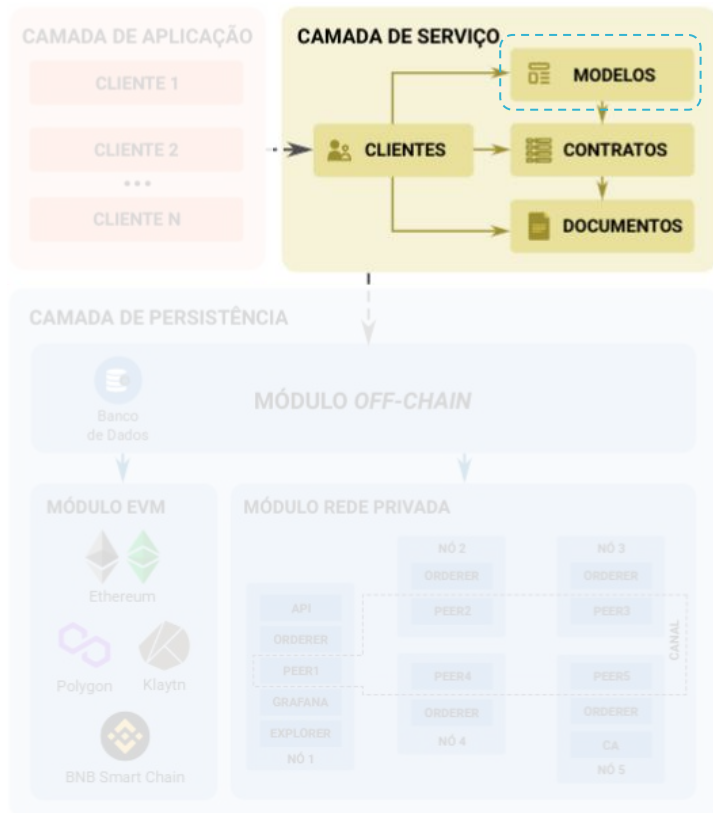 CAMADA DE APLICAÇÃO
CLIENTE 1
CLIENTE 2
...
CLIENTE N
CAMADA DE SERVIÇO
MODELOS
CLIENTES
CONTRATOS
DOCUMENTOS
CAMADA DE PERSISTÊNCIA
Banco
de Dados
MÓDULO OFF-CHAIN
MÓDULO EVM
Ethereum
Polygon
Klaytn
BNB Smart Chain
MÓDULO REDE PRIVADA
API
ORDERER
PEER1
GRAFANA
EXPLORER
NÓ 1
NÓ 2
ORDERER
PEER2
NÓ 3
ORDERER
PEER3
CANAL
PEER4
ORDERER
NÓ 4
PEER5
ORDERER
CA
NÓ 5